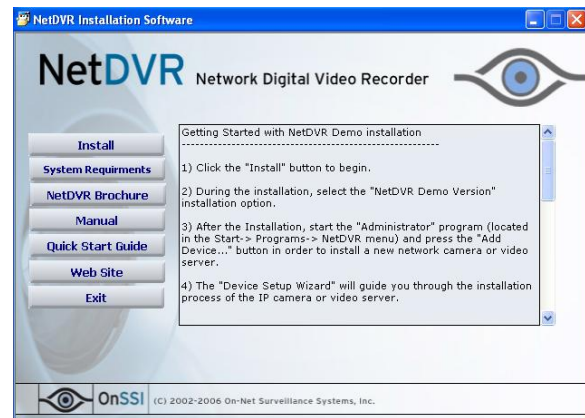 NetDVR Installation Software
NetDVR Network Digital Video Recorder
Install
System Requirments
NetDVR Brochure
Manual
Quick Start Guide
Web Site
Exit
Getting Started with NetDVR Demo installation
------------------------------------------------------------
1) Click the "Install" button to begin.
2) During the installation, select the "NetDVR Demo Version"
installation option.
3) After the Installation, start the "Administrator" program (located
in the Start-> Programs-> NetDVR menu) and press the "Add
Device..." button in order to install a new network camera or video
server.
4) The "Device Setup Wizard" will guide you through the installation
process of the IP camera or video server.
OnSSI (C) 2002-2006 On-Net Surveillance Systems, Inc.